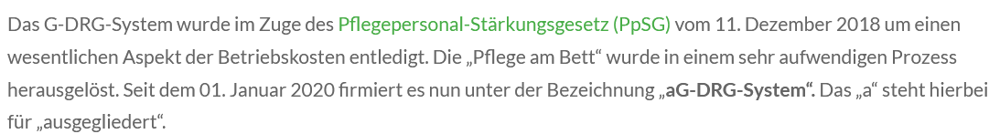 Das G-DRG-System wurde im Zuge des Pflegepersonal-Stärkungsgesetz (PpSG) vom 11. Dezember 2018 um einen
wesentlichen Aspekt der Betriebskosten entledigt. Die „Pflege am Bett“ wurde in einem sehr aufwendigen Prozess
herausgelöst. Seit dem 01. Januar 2020 firmiert es nun unter der Bezeichnung „aG-DRG-System“. Das „a“ steht hierbei
für „ausgegliedert“.